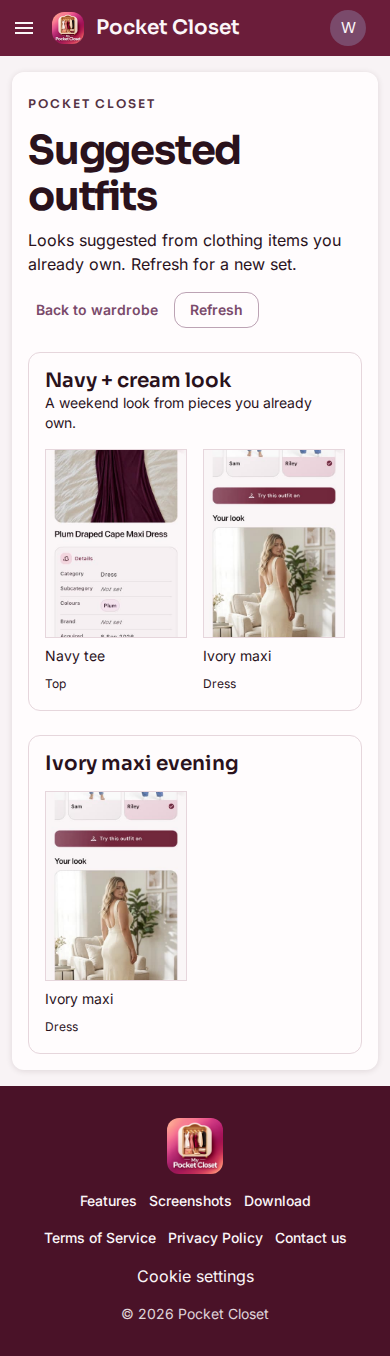 Pocket Closet
W
POCKET CLOSET
Suggested
outfits
Looks suggested from clothing items you
already own. Refresh for a new set.
Back to wardrobe
Refresh
Navy + cream look
A weekend look from pieces you already
own.
Plum Draped Cape Maxi Dress
Details
Category Dress
Subcategory Not set
Colours Plum
Brand Not set
Sam Riley
Try this outfit on
Your look
Navy tee
Top
Ivory maxi
Dress
Ivory maxi evening
Sam Riley
Try this outfit on
Your look
Ivory maxi
Dress
My
Pocket Closet
Features Screenshots Download
Terms of Service Privacy Policy Contact us
Cookie settings
© 2026 Pocket Closet